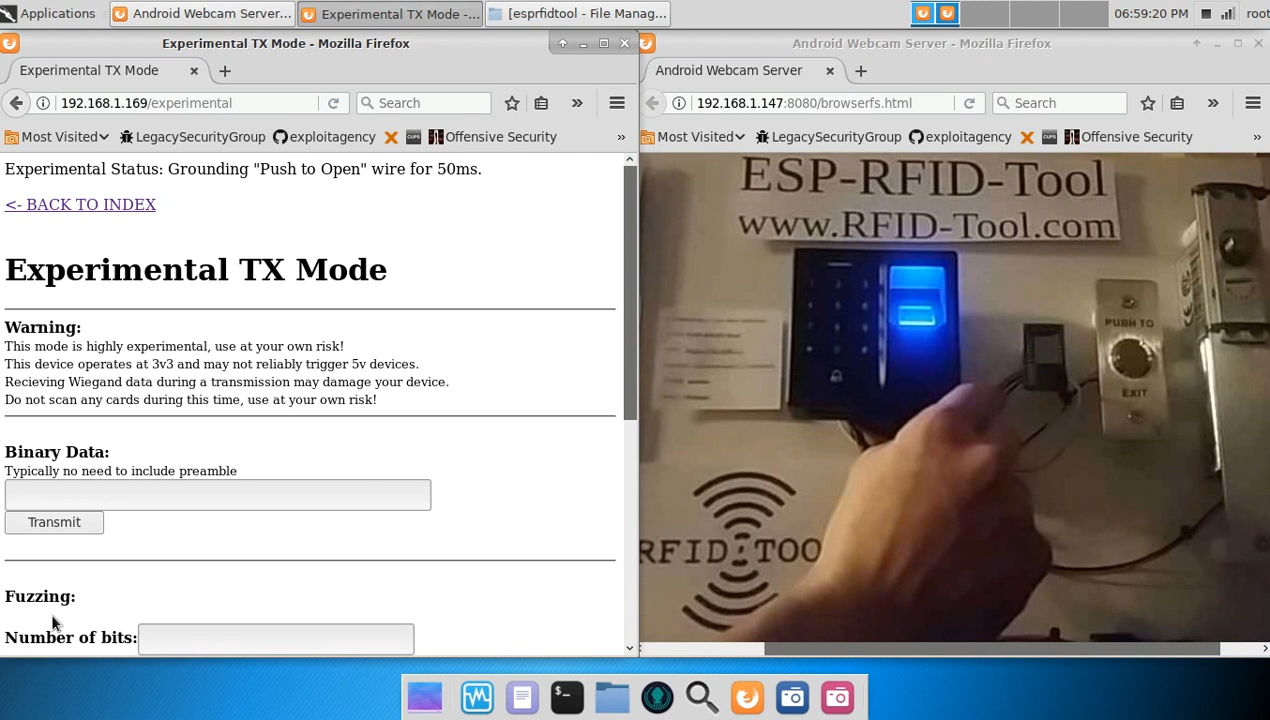 Applications
Android Webcam Server...
Experimental TX Mode -...
[esprfidtool - File Manag...
06:59:20 PM
root
Experimental TX Mode - Mozilla Firefox
Experimental TX Mode
192.168.1.169/experimental
Search
Most Visited
LegacySecurityGroup
exploitagency
CUPS
Offensive Security
»
Experimental Status: Grounding "Push to Open" wire for 50ms.
<- BACK TO INDEX
Experimental TX Mode
Warning:
This mode is highly experimental, use at your own risk!
This device operates at 3v3 and may not reliably trigger 5v devices.
Recieving Wiegand data during a transmission may damage your device.
Do not scan any cards during this time, use at your own risk!
Binary Data:
Typically no need to include preamble
Transmit
Fuzzing:
Number of bits:
Android Webcam Server - Mozilla Firefox
Android Webcam Server
192.168.1.147:8080/browserfs.html
Search
Most Visited
LegacySecurityGroup
exploitagency
CUPS
Offensive Security
»
ESP-RFID-Tool
www.RFID-Tool.com
PUSH TO
EXIT
RFID TOO